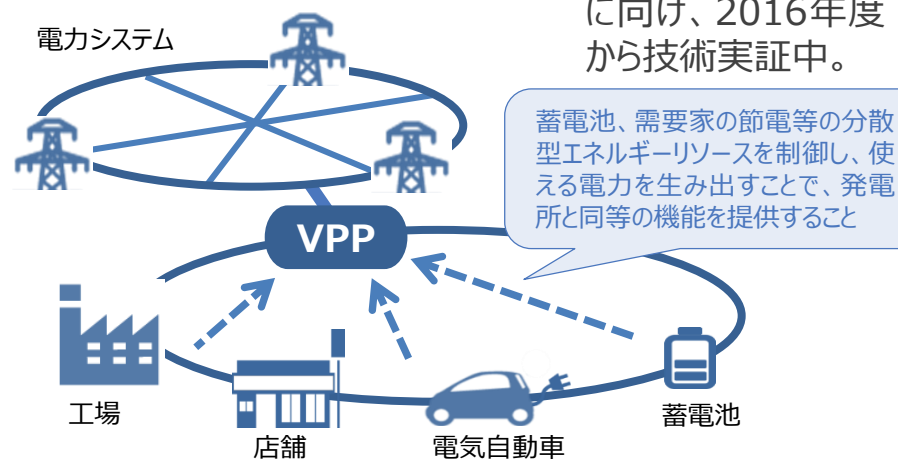 に向け、2016年度
から技術実証中。
電力システム
蓄電池、需要家の節電等の分散
型エネルギーリソースを制御し、使
える電力を生み出すことで、発電
所と同等の機能を提供すること
VPP
工場
店舗
電気自動車
蓄電池